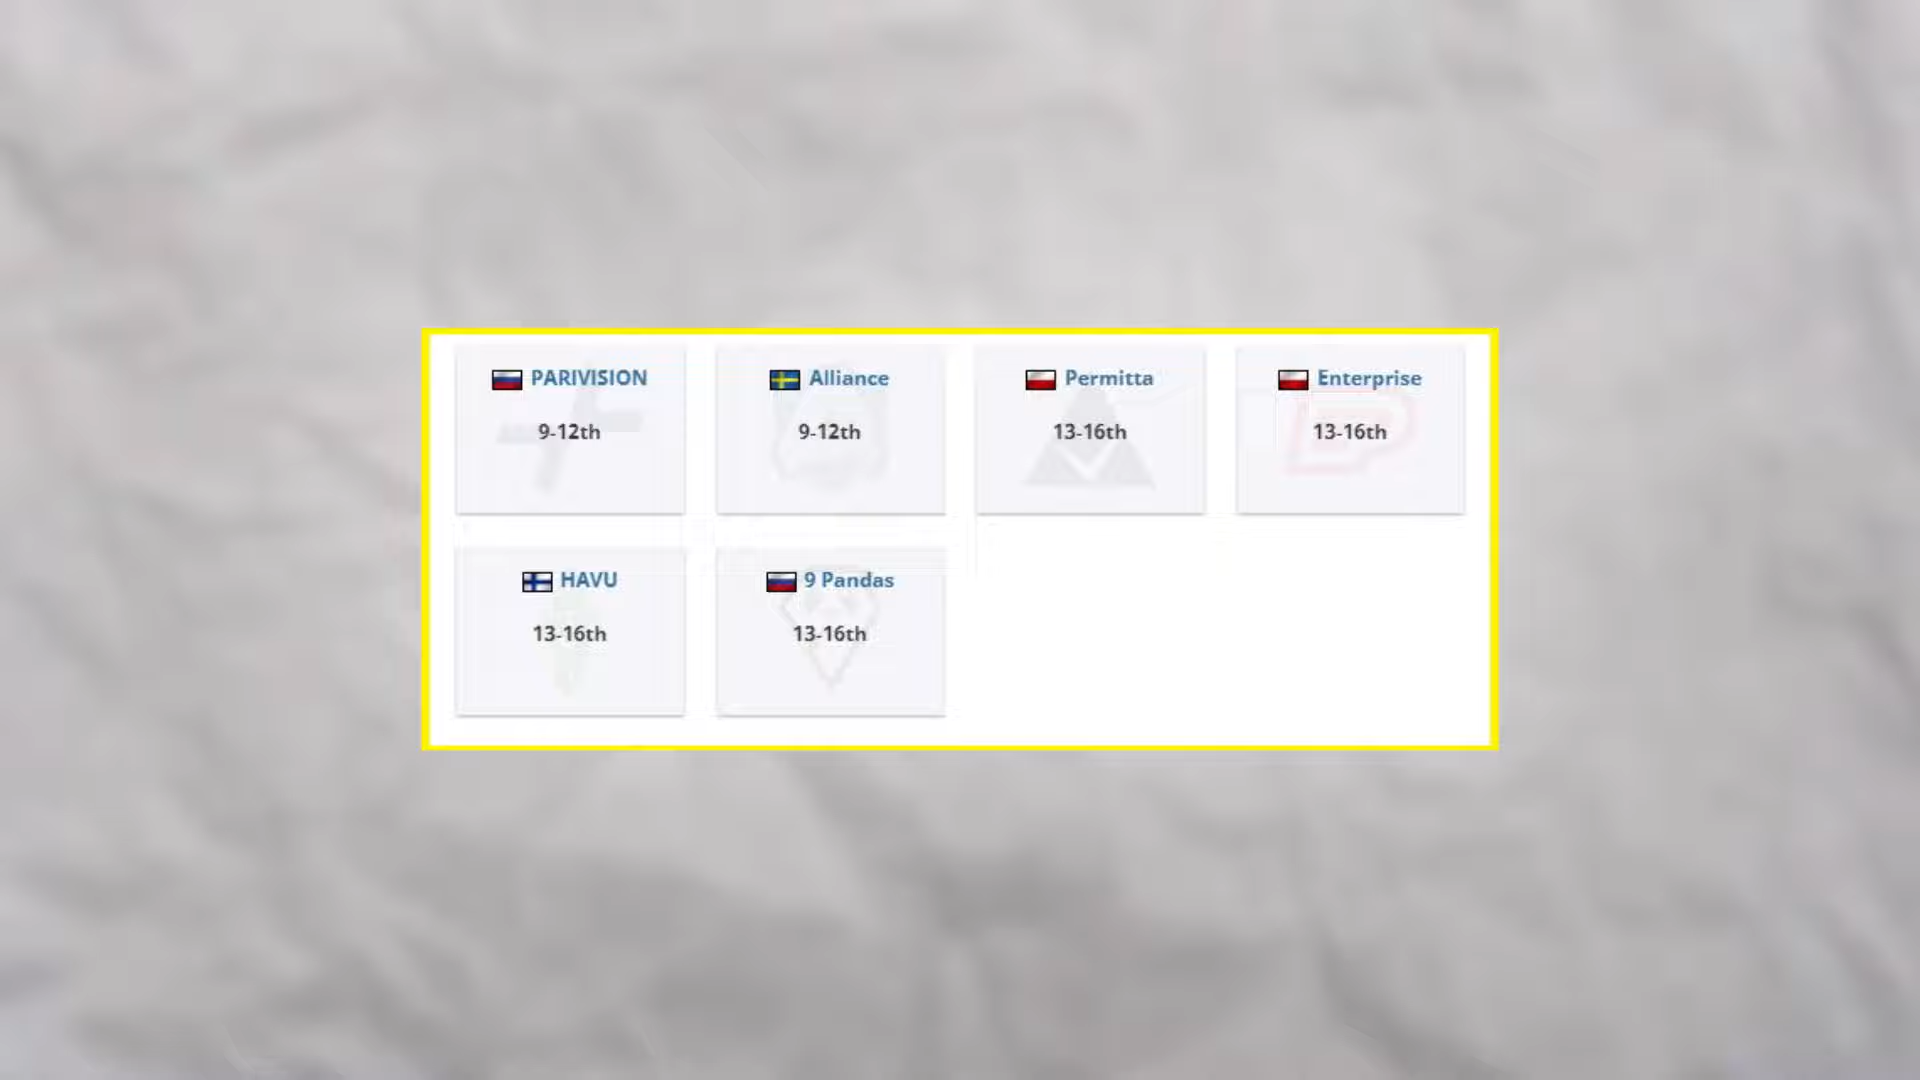 PARIVISION
9-12th
Alliance
9-12th
Permitta
13-16th
Enterprise
13-16th
HAVU
13-16th
9 Pandas
13-16th